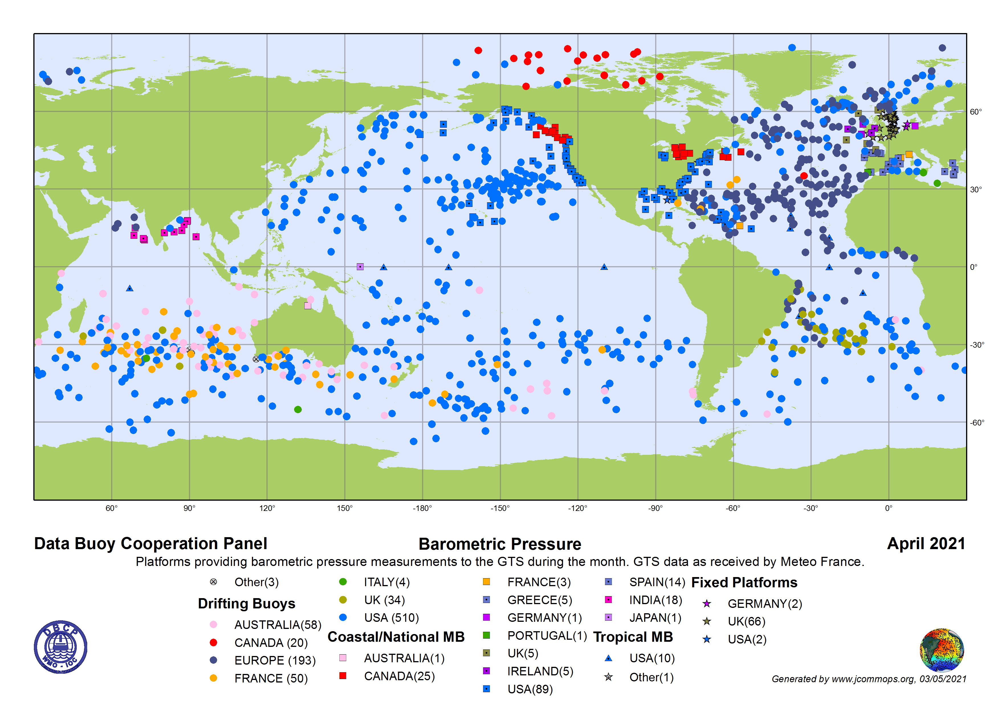 60°
30°
0°
-30°
-60°
60°
90°
120°
150°
-180°
-150°
-120°
-90°
-60°
-30°
0°
Data Buoy Cooperation Panel
Barometric Pressure
April 2021
Platforms providing barometric pressure measurements to the GTS during the month. GTS data as received by Meteo France.
Other(3)
Drifting Buoys
AUSTRALIA(58)
CANADA (20)
EUROPE (193)
FRANCE (50)
ITALY(4)
UK (34)
USA (510)
Coastal/National MB
AUSTRALIA(1)
CANADA(25)
FRANCE(3)
GREECE(5)
GERMANY(1)
PORTUGAL(1)
UK(5)
IRELAND(5)
USA(89)
SPAIN(14)
INDIA(18)
JAPAN(1)
Tropical MB
USA(10)
Other(1)
Fixed Platforms
GERMANY(2)
UK(66)
USA(2)
DBCP
WMO - IOC
Generated by www.jcommops.org, 03/05/2021